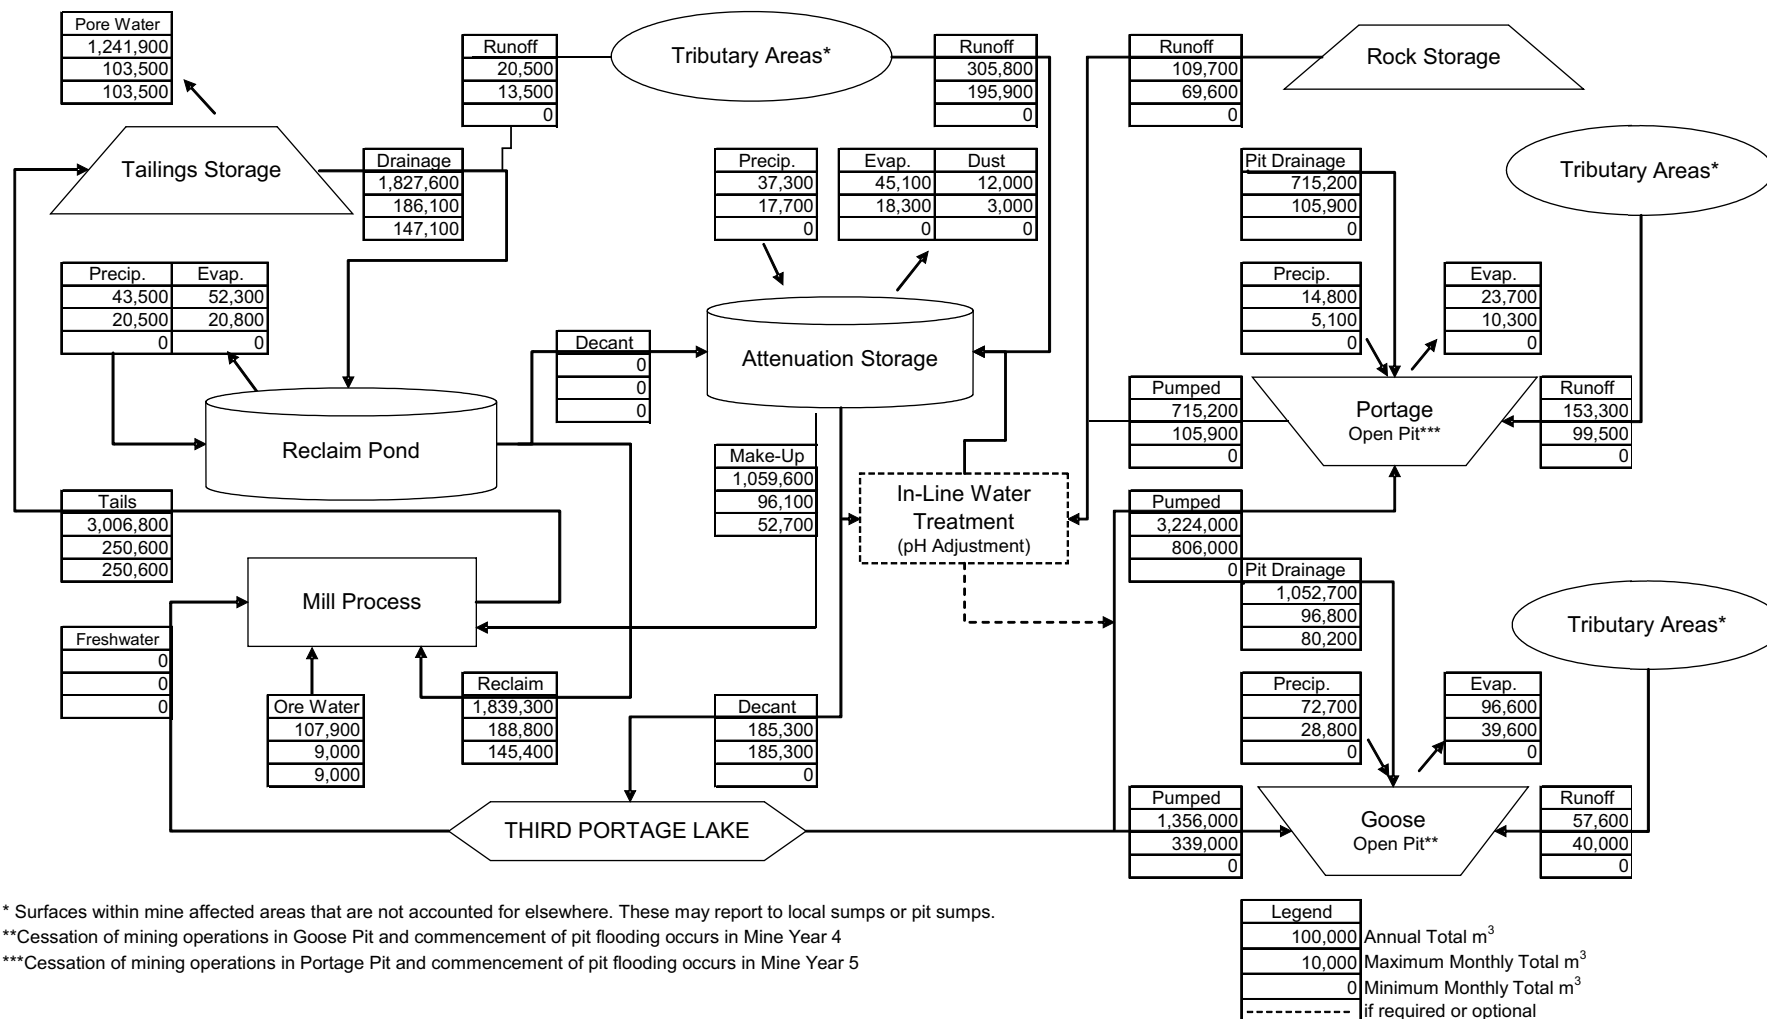 Pore Water
1,241,900
103,500
103,500
Runoff
20,500
13,500
0
Tributary Areas*
Runoff
305,800
195,900
0
Runoff
109,700
69,600
0
Rock Storage
Tailings Storage
Drainage
1,827,600
186,100
147,100
Precip.
37,300
17,700
0
Evap. Dust
45,100 12,000
18,300 3,000
0 0
Pit Drainage
715,200
105,900
0
Tributary Areas*
Precip. Evap.
43,500 52,300
20,500 20,800
0 0
Precip.
14,800
5,100
0
Evap.
23,700
10,300
0
Decant
0
0
0
Attenuation Storage
Pumped
715,200
105,900
0
Portage
Open Pit***
Runoff
153,300
99,500
0
Reclaim Pond
Make-Up
1,059,600
96,100
52,700
In-Line Water
Treatment
(pH Adjustment)
Tails
3,006,800
250,600
250,600
Pumped
3,224,000
806,000
0
Pit Drainage
1,052,700
96,800
80,200
Mill Process
Tributary Areas*
Freshwater
0
0
0
Ore Water
107,900
9,000
9,000
Reclaim
1,839,300
188,800
145,400
Decant
185,300
185,300
0
Precip.
72,700
28,800
0
Evap.
96,600
39,600
0
THIRD PORTAGE LAKE
Pumped
1,356,000
339,000
0
Goose
Open Pit**
Runoff
57,600
40,000
0
* Surfaces within mine affected areas that are not accounted for elsewhere. These may report to local sumps or pit sumps.
**Cessation of mining operations in Goose Pit and commencement of pit flooding occurs in Mine Year 4
***Cessation of mining operations in Portage Pit and commencement of pit flooding occurs in Mine Year 5
Legend
100,000 Annual Total m³
10,000 Maximum Monthly Total m³
0 Minimum Monthly Total m³
if required or optional